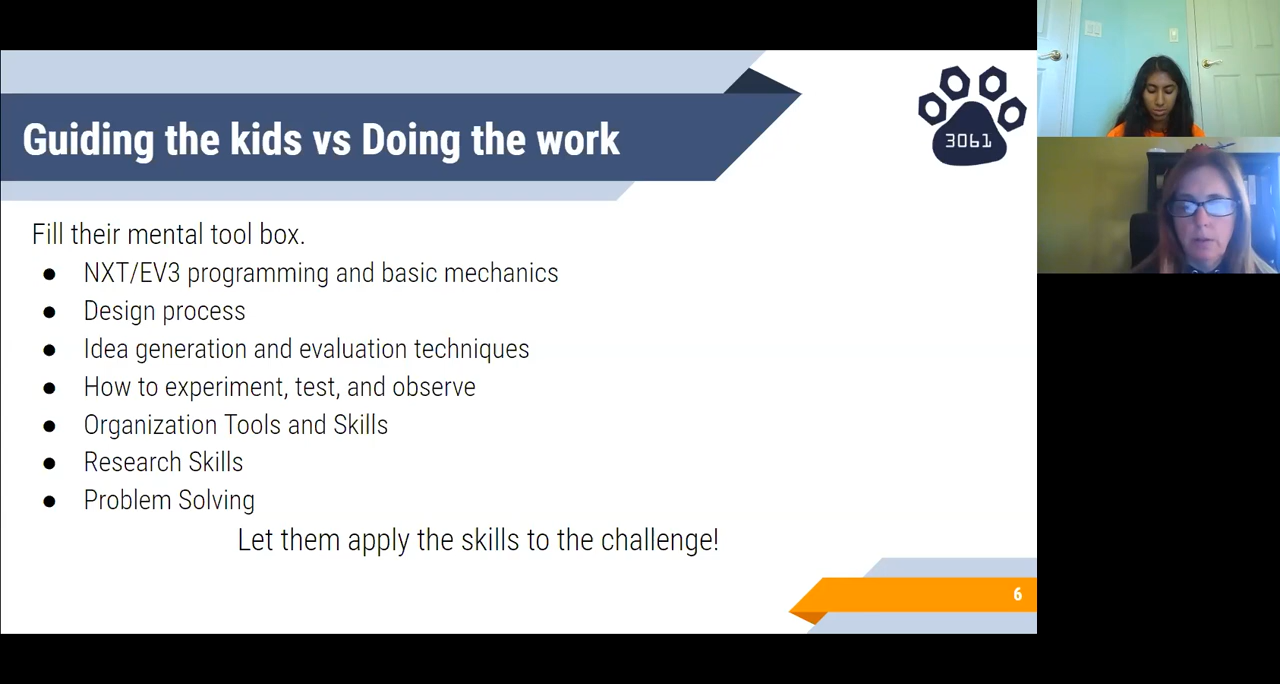 Guiding the kids vs Doing the work
3061
Fill their mental tool box.
● NXT/EV3 programming and basic mechanics
● Design process
● Idea generation and evaluation techniques
● How to experiment, test, and observe
● Organization Tools and Skills
● Research Skills
● Problem Solving
Let them apply the skills to the challenge!
6